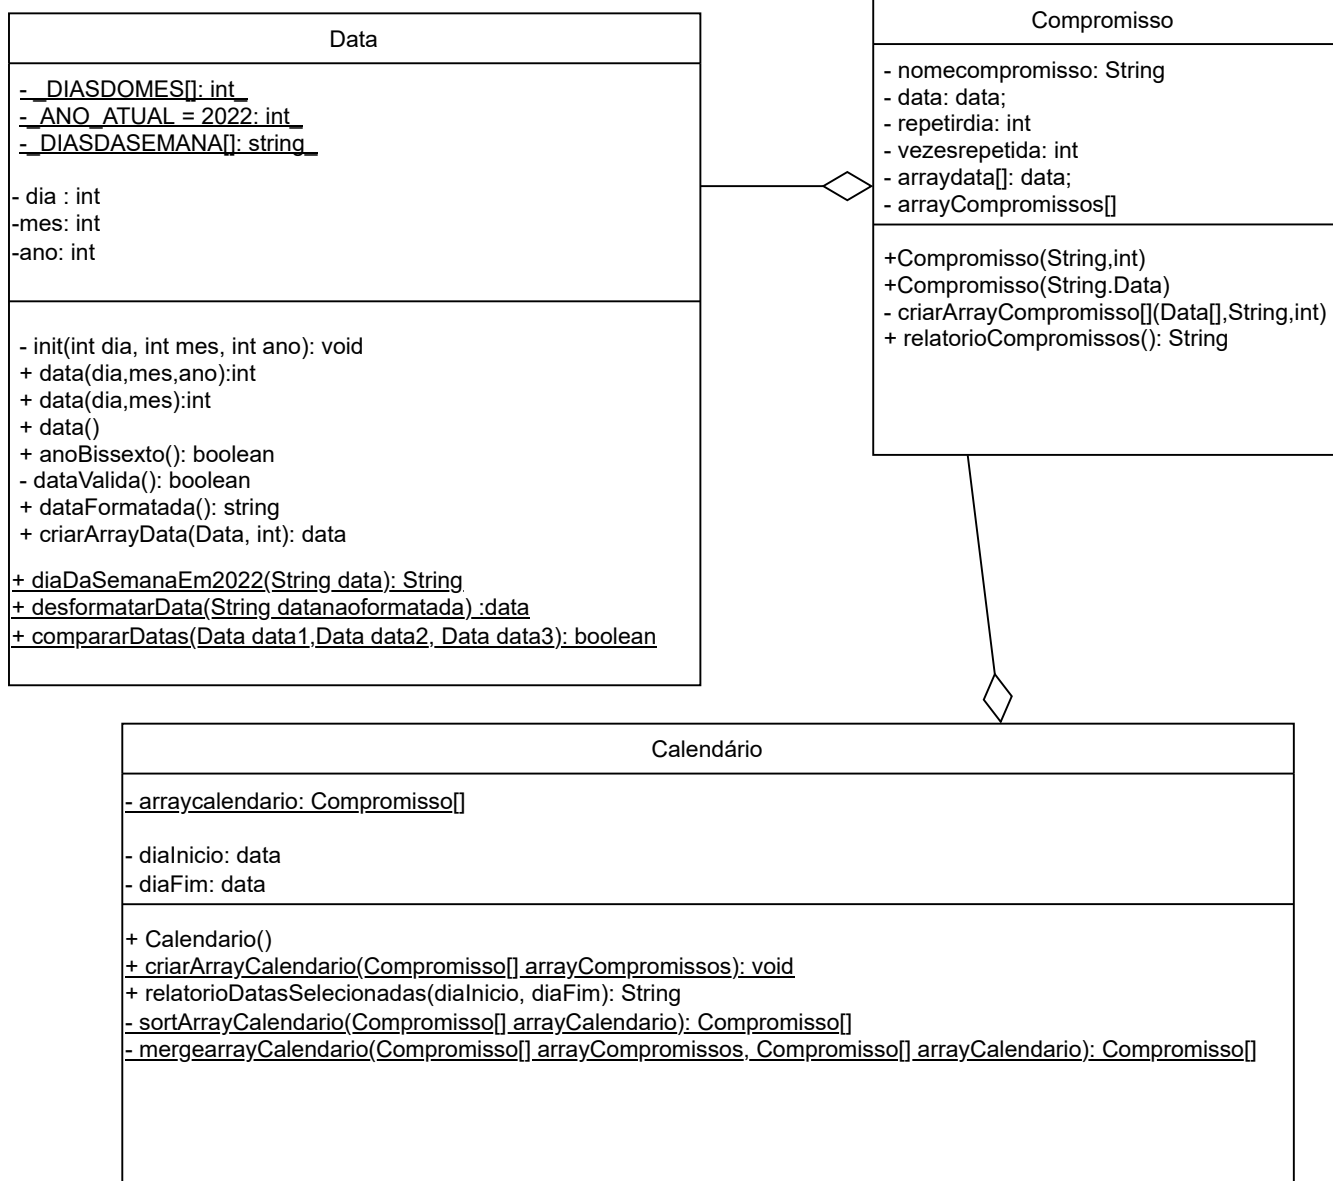 Data
- _DIASDOMES[]: int_
-_ANO_ATUAL = 2022: int_
-_DIASDASEMANA[]: string_
- dia : int
-mes: int
-ano: int
- init(int dia, int mes, int ano): void
+ data(dia,mes,ano):int
+ data(dia,mes):int
+ data()
+ anoBissexto(): boolean
- dataValida(): boolean
+ dataFormatada(): string
+ criarArrayData(Data, int): data
+ diaDaSemanaEm2022(String data): String
+ desformatarData(String datanaoformatada) :data
+ compararDatas(Data data1,Data data2, Data data3): boolean
Compromisso
- nomecompromisso: String
- data: data;
- repetirdia: int
- vezesrepetida: int
- arraydata[]: data;
- arrayCompromissos[]
+Compromisso(String,int)
+Compromisso(String.Data)
- criarArrayCompromisso[](Data[],String,int)
+ relatorioCompromissos(): String
Calendário
- arraycalendario: Compromisso[]
- diaInicio: data
- diaFim: data
+ Calendario()
+ criarArrayCalendario(Compromisso[] arrayCompromissos): void
+ relatorioDatasSelecionadas(diaInicio, diaFim): String
- sortArrayCalendario(Compromisso[] arrayCalendario): Compromisso[]
- mergearrayCalendario(Compromisso[] arrayCompromissos, Compromisso[] arrayCalendario): Compromisso[]